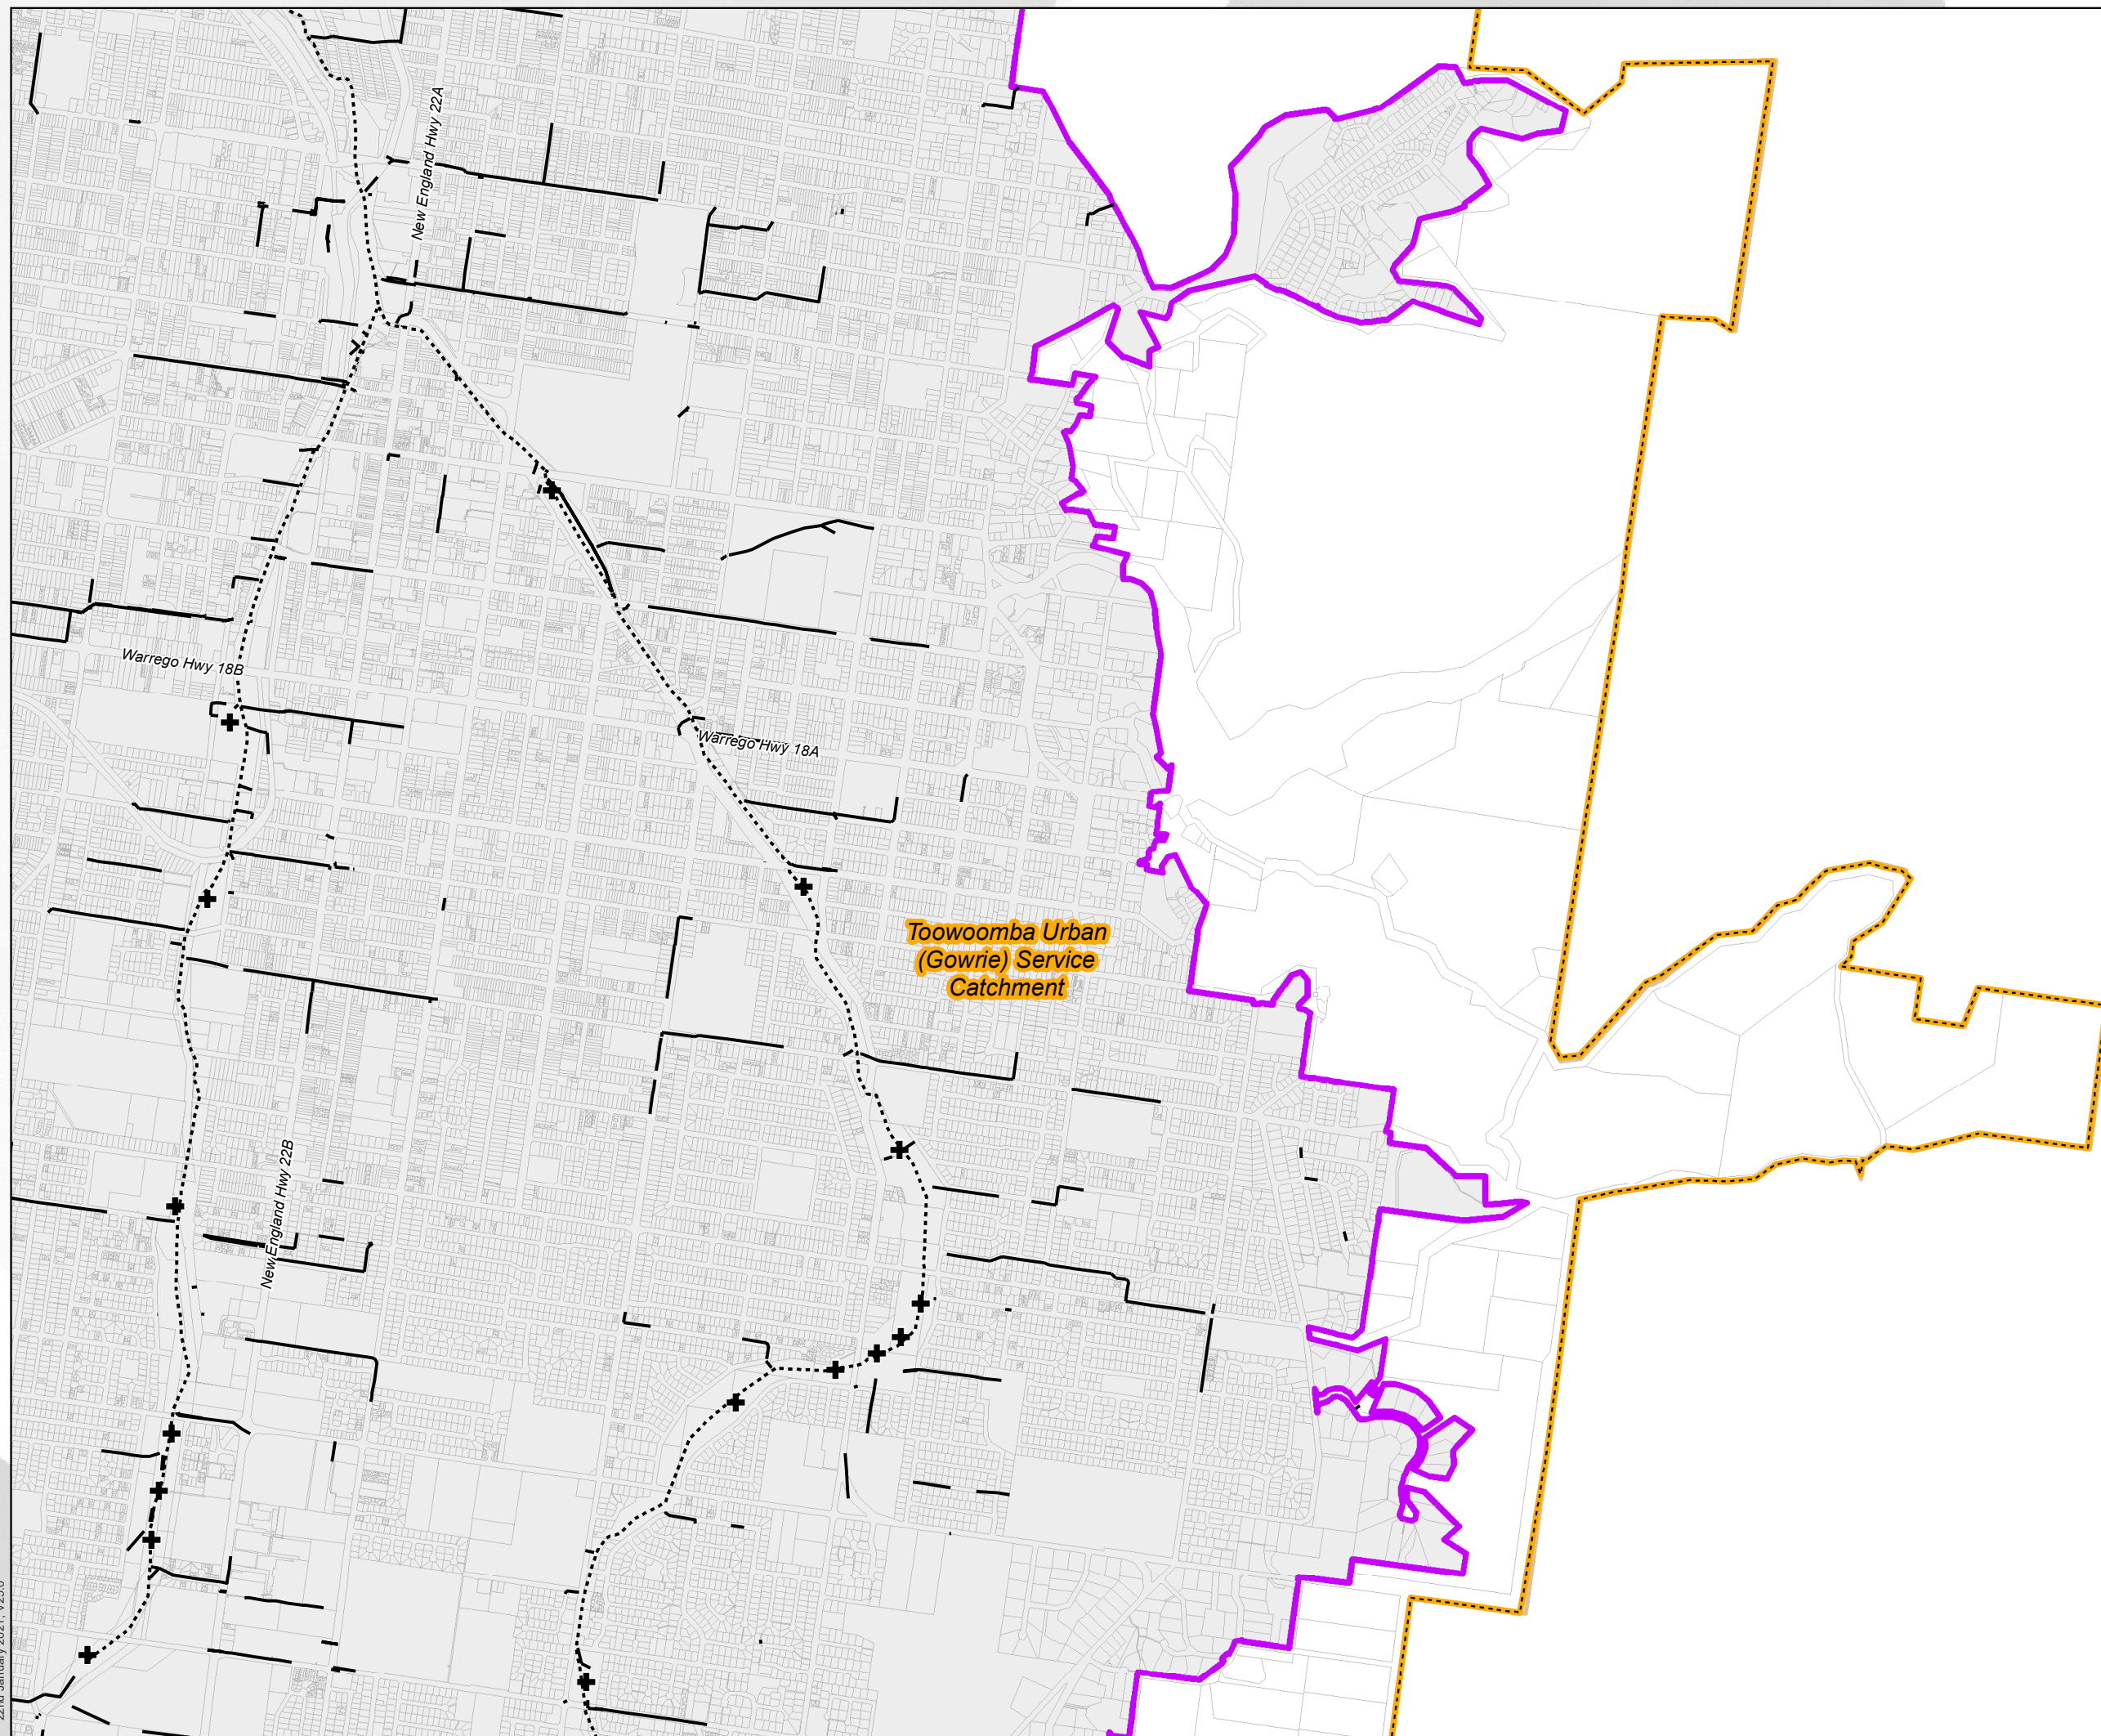 New England Hwy 22A
Warrego Hwy 18B
Warrego Hwy 18A
Toowoomba Urban
(Gowrie) Service
Catchment
New England Hwy 22B